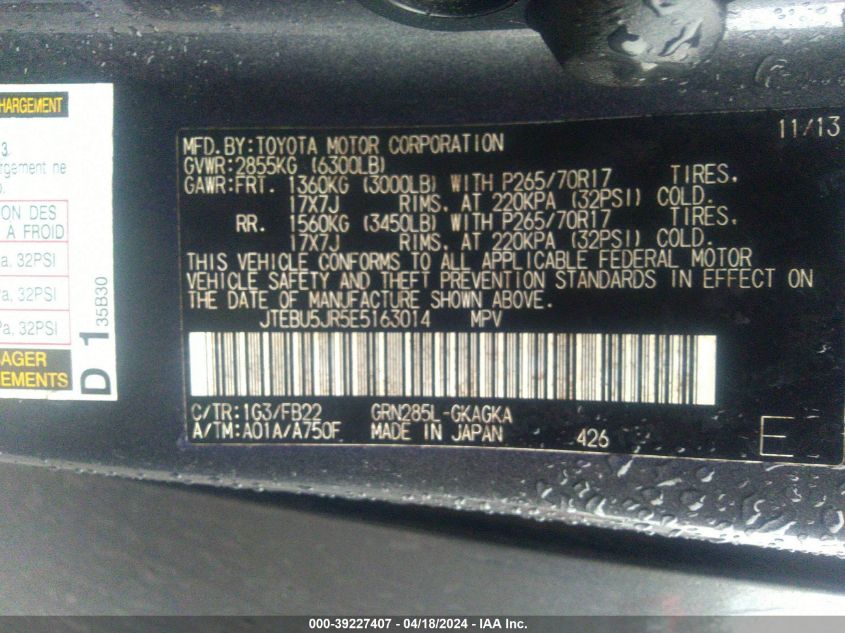 HARGEMENT
3.
rgement ne
o.
ON DES
A FROID
Pa, 32PSI
Pa, 32PSI
Pa, 32PSI
AGER
EMENTS
D 1
35B30
11/13
MFD.BY:TOYOTA MOTOR CORPORATION
GVWR:2855KG (6300LB)
GAWR:FRT. 1360KG (3000LB) WITH P265/70R17 TIRES.
17X7J RIMS. AT 220KPA (32PSI) COLD.
RR. 1560KG (3450LB) WITH P265/70R17 TIRES.
17X7J RIMS. AT 220KPA (32PSI) COLD.
THIS VEHICLE CONFORMS TO ALL APPLICABLE FEDERAL MOTOR
VEHICLE SAFETY AND THEFT PREVENTION STANDARDS IN EFFECT ON
THE DATE OF MANUFACTURE SHOWN ABOVE.
JTEBU5JR5E5163014 MPV
C/TR:1G3/FB22 GRN285L-GKAGKA
A/TM:A01A/A750F MADE IN JAPAN 426 E
000-39227407 - 04/18/2024 - IAA Inc.